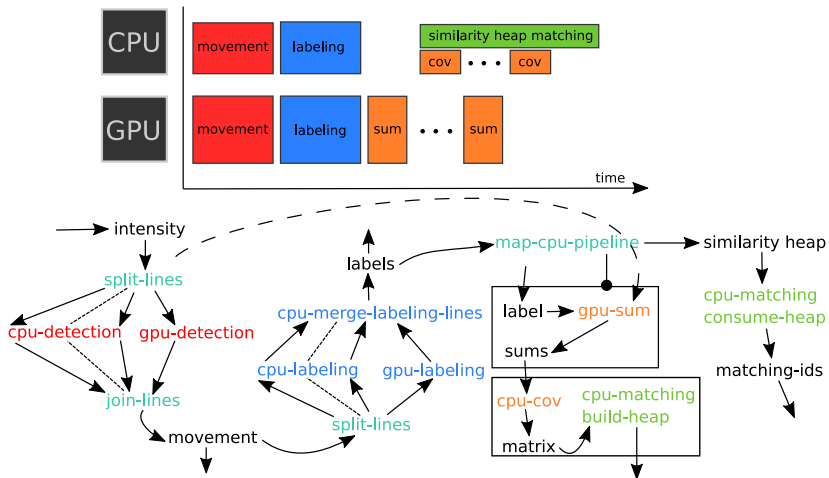 CPU
movement
labeling
similarity heap matching
cov
cov
GPU
movement
labeling
sum
sum
time
intensity
split-lines
cpu-detection
gpu-detection
join-lines
movement
labels
cpu-merge-labeling-lines
cpu-labeling
gpu-labeling
split-lines
map-cpu-pipeline
label
gpu-sum
sums
cpu-cov
matrix
cpu-matching
build-heap
similarity heap
cpu-matching
consume-heap
matching-ids